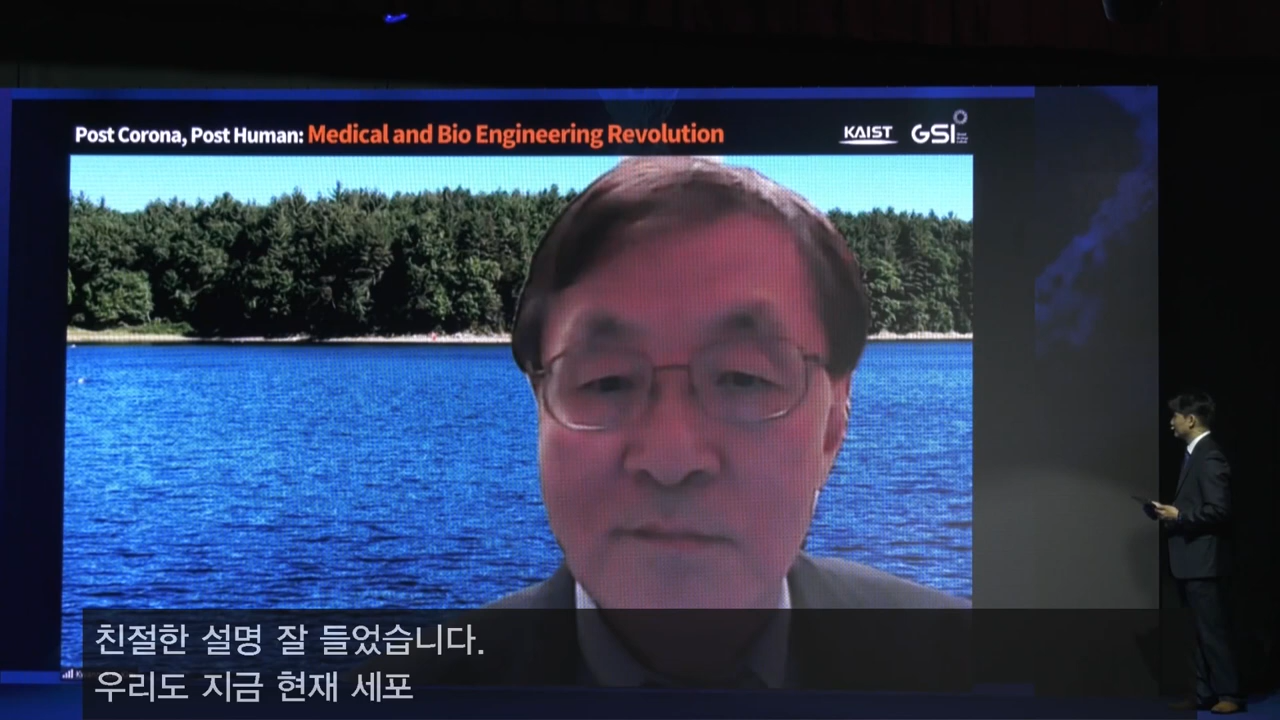 Post Corona, Post Human: Medical and Bio Engineering Revolution
KAIST GSI
친절한 설명 잘 들었습니다.
우리도 지금 현재 세포